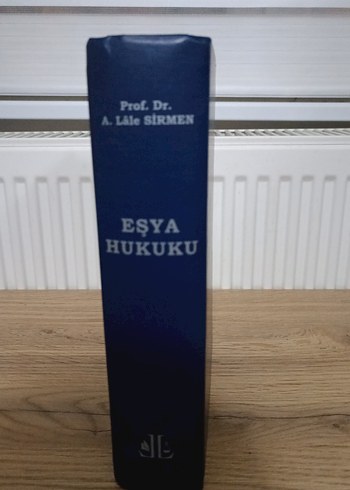 Prof. Dr.
A. Lâle SİRMEN
EŞYA
HUKUKU